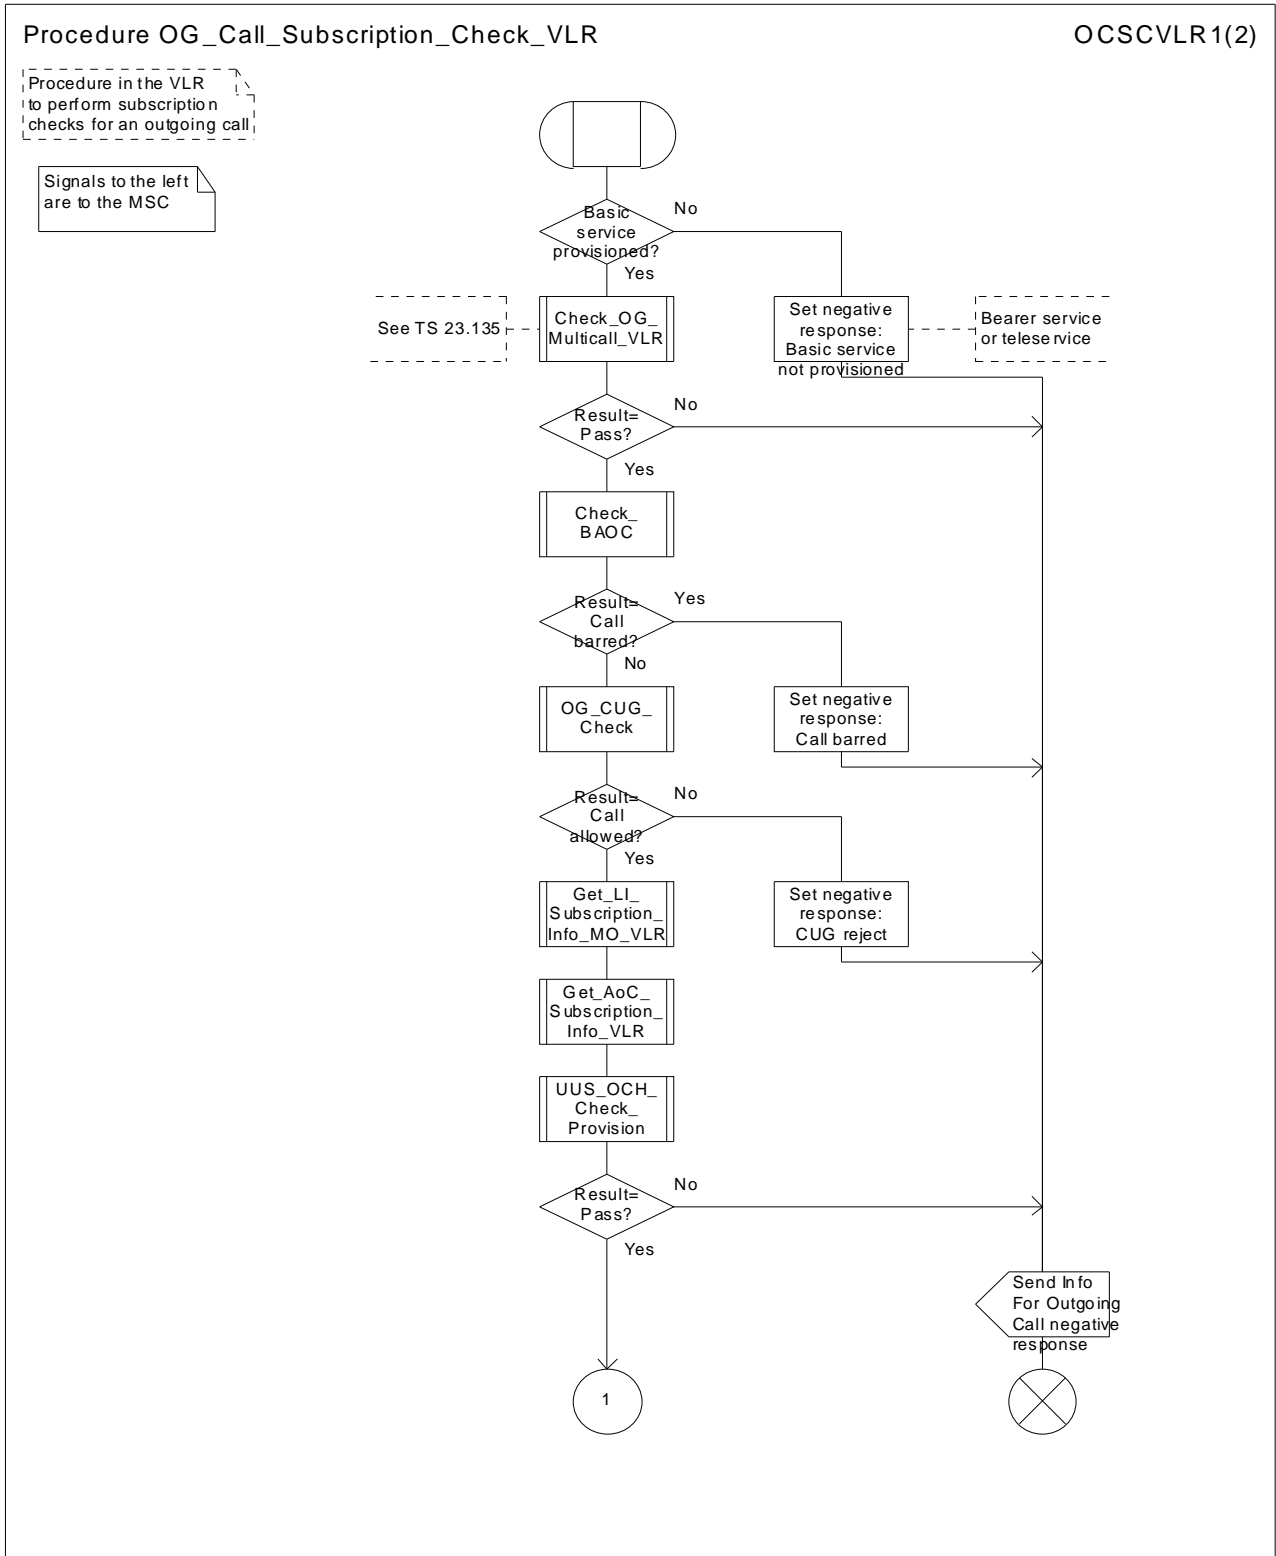 Procedure OG_Call_Subscription_Check_VLR
OCSCVLR1(2)
Procedure in the VLR
to perform subscription
checks for an outgoing call
Signals to the left
are to the MSC
Basic
service
provisioned?
No
Yes
See TS 23.135
Check_OG_
Multicall_VLR
Set negative
response:
Basic service
not provisioned
Bearer service
or teleservice
Result=
Pass?
No
Yes
Check_
BAOC
Result=
Call
barred?
Yes
No
OG_CUG_
Check
Set negative
response:
Call barred
Result=
Call
allowed?
No
Yes
Get_LI_
Subscription_
Info_MO_VLR
Set negative
response:
CUG reject
Get_AoC_
Subscription_
Info_VLR
UUS_OCH_
Check_
Provision
Result=
Pass?
No
Yes
Send Info
For Outgoing
Call negative
response
1